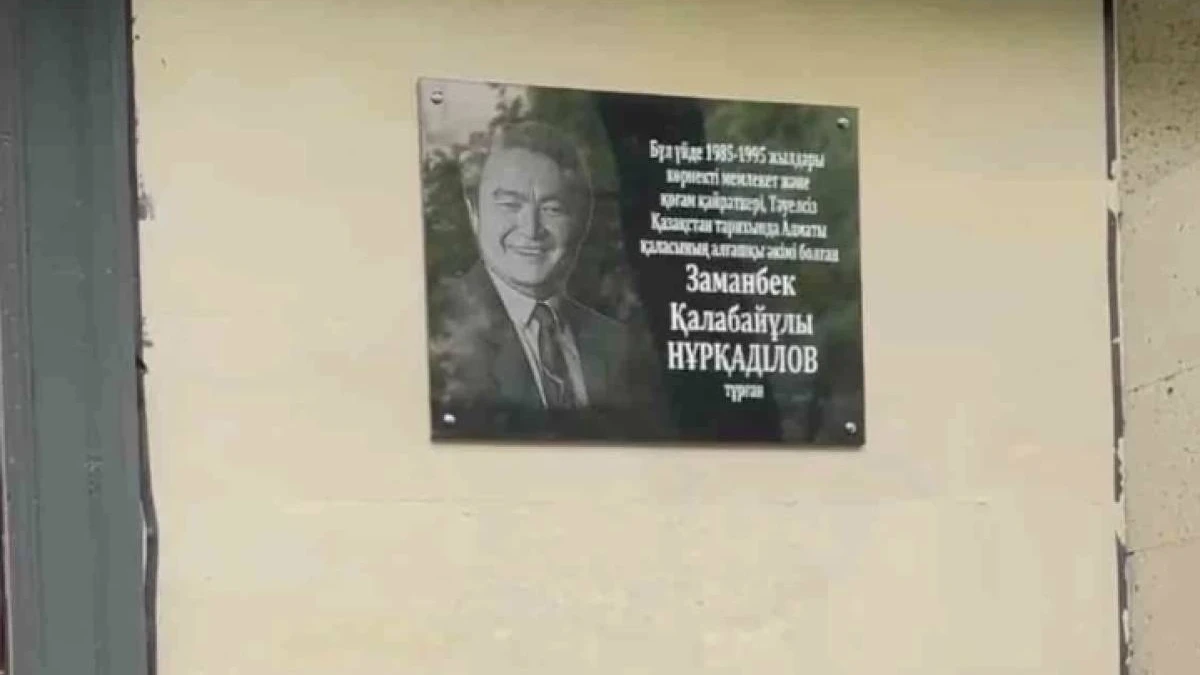 Бұл үйде 1985-1995 жылдары
көрнекті мемлекет және
қоғам қайраткері, Тәуелсіз
Қазақстан тарихында Алматы
қаласының алғашқы әкімі болған
Заманбек
Қалабайұлы
НҰРҚАДІЛОВ
тұрған